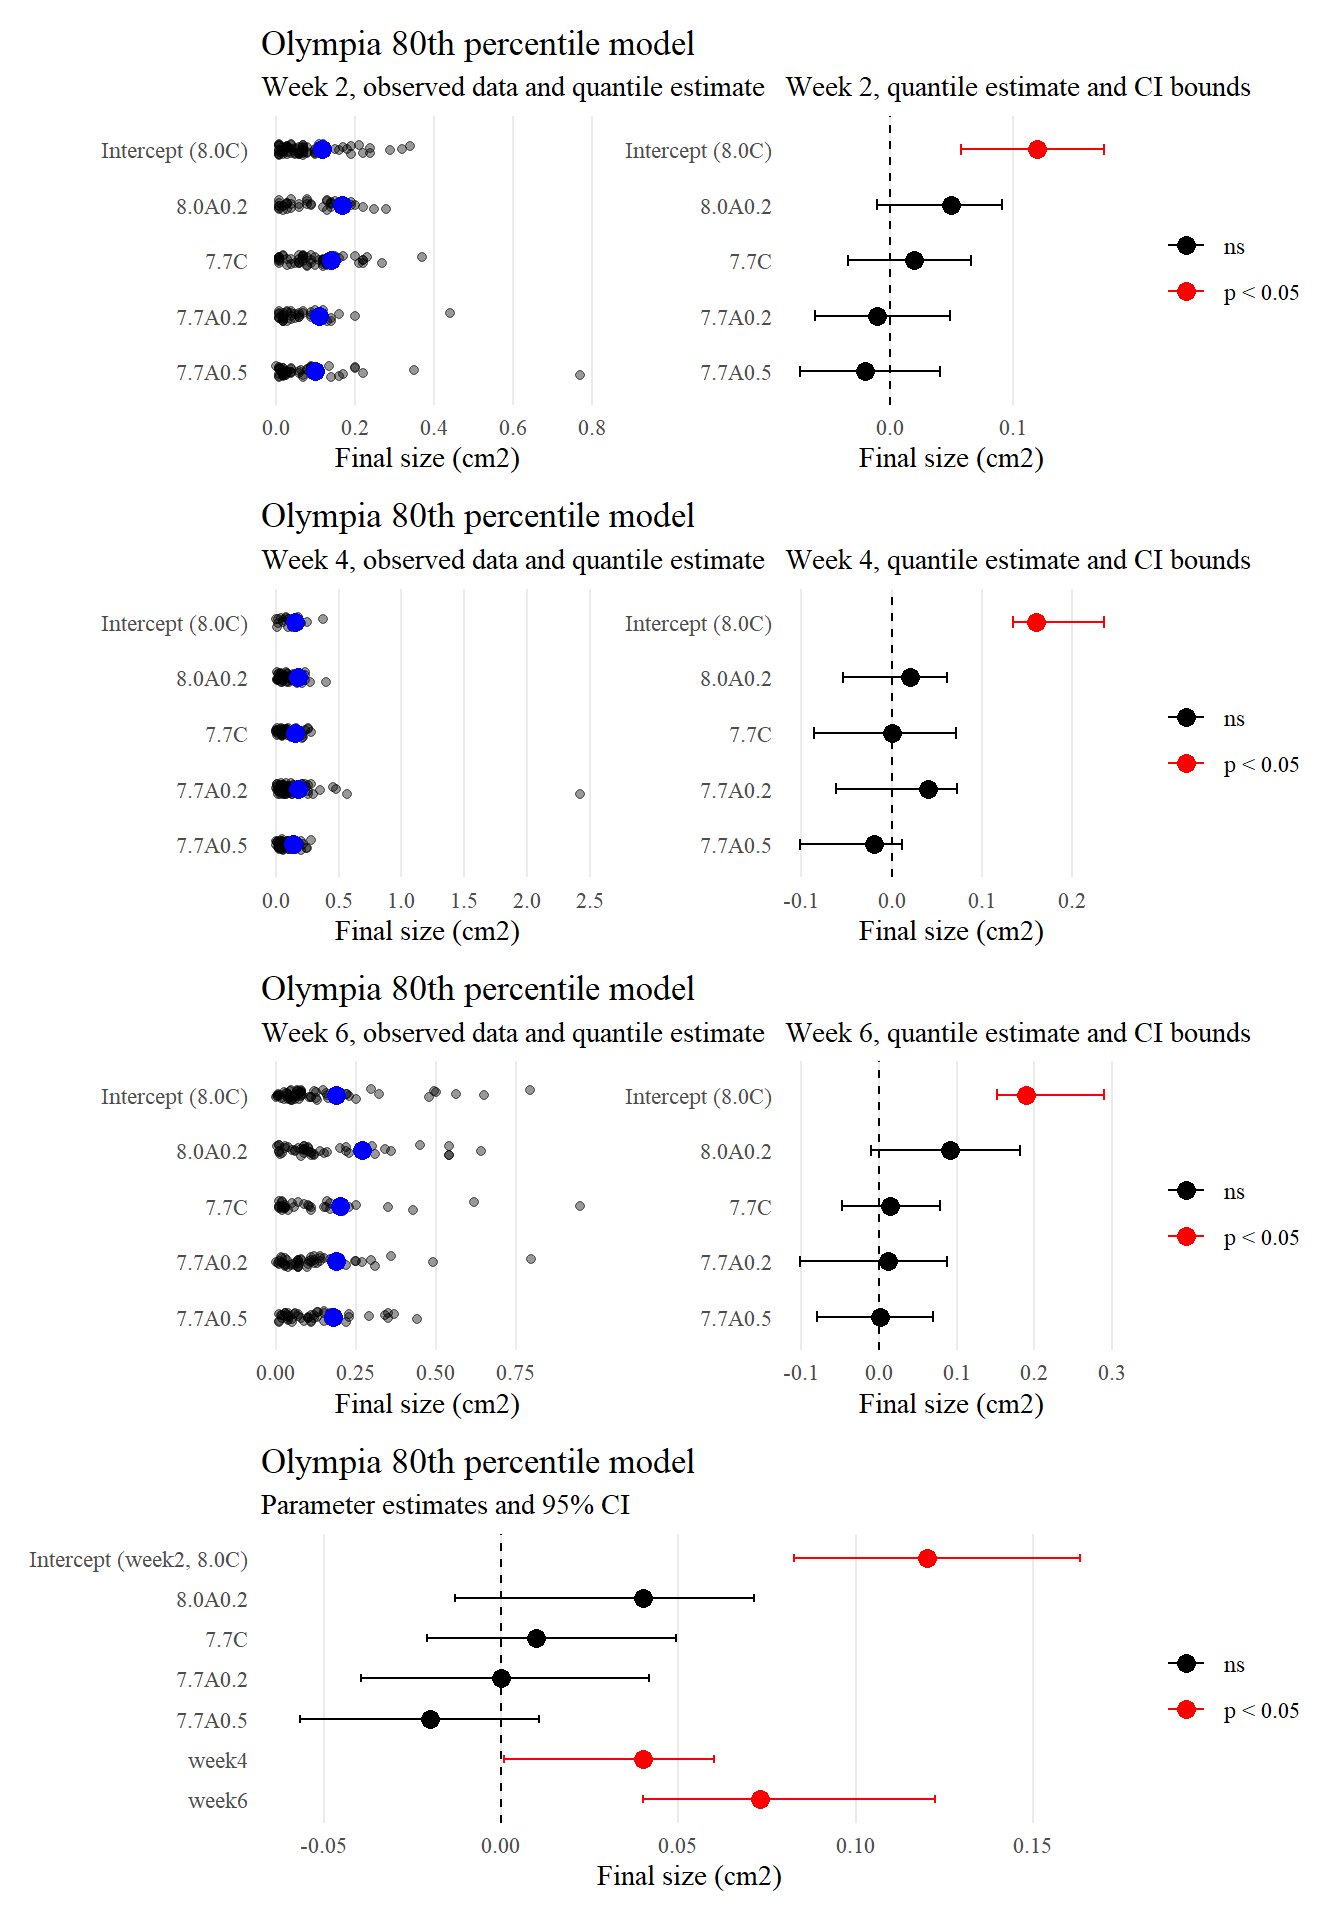 Olympia 80th percentile model
Week 2, observed data and quantile estimate
Week 2, quantile estimate and CI bounds
Intercept (8.0C)
8.0A0.2
7.7C
7.7A0.2
7.7A0.5
0.0 0.2 0.4 0.6 0.8
Final size (cm2)
Intercept (8.0C)
8.0A0.2
7.7C
7.7A0.2
7.7A0.5
0.0 0.1
Final size (cm2)
ns
p < 0.05
Olympia 80th percentile model
Week 4, observed data and quantile estimate
Week 4, quantile estimate and CI bounds
Intercept (8.0C)
8.0A0.2
7.7C
7.7A0.2
7.7A0.5
0.0 0.5 1.0 1.5 2.0 2.5
Final size (cm2)
Intercept (8.0C)
8.0A0.2
7.7C
7.7A0.2
7.7A0.5
-0.1 0.0 0.1 0.2
Final size (cm2)
ns
p < 0.05
Olympia 80th percentile model
Week 6, observed data and quantile estimate
Week 6, quantile estimate and CI bounds
Intercept (8.0C)
8.0A0.2
7.7C
7.7A0.2
7.7A0.5
0.00 0.25 0.50 0.75
Final size (cm2)
Intercept (8.0C)
8.0A0.2
7.7C
7.7A0.2
7.7A0.5
-0.1 0.0 0.1 0.2 0.3
Final size (cm2)
ns
p < 0.05
Olympia 80th percentile model
Parameter estimates and 95% CI
Intercept (week2, 8.0C)
8.0A0.2
7.7C
7.7A0.2
7.7A0.5
week4
week6
-0.05 0.00 0.05 0.10 0.15
Final size (cm2)
ns
p < 0.05